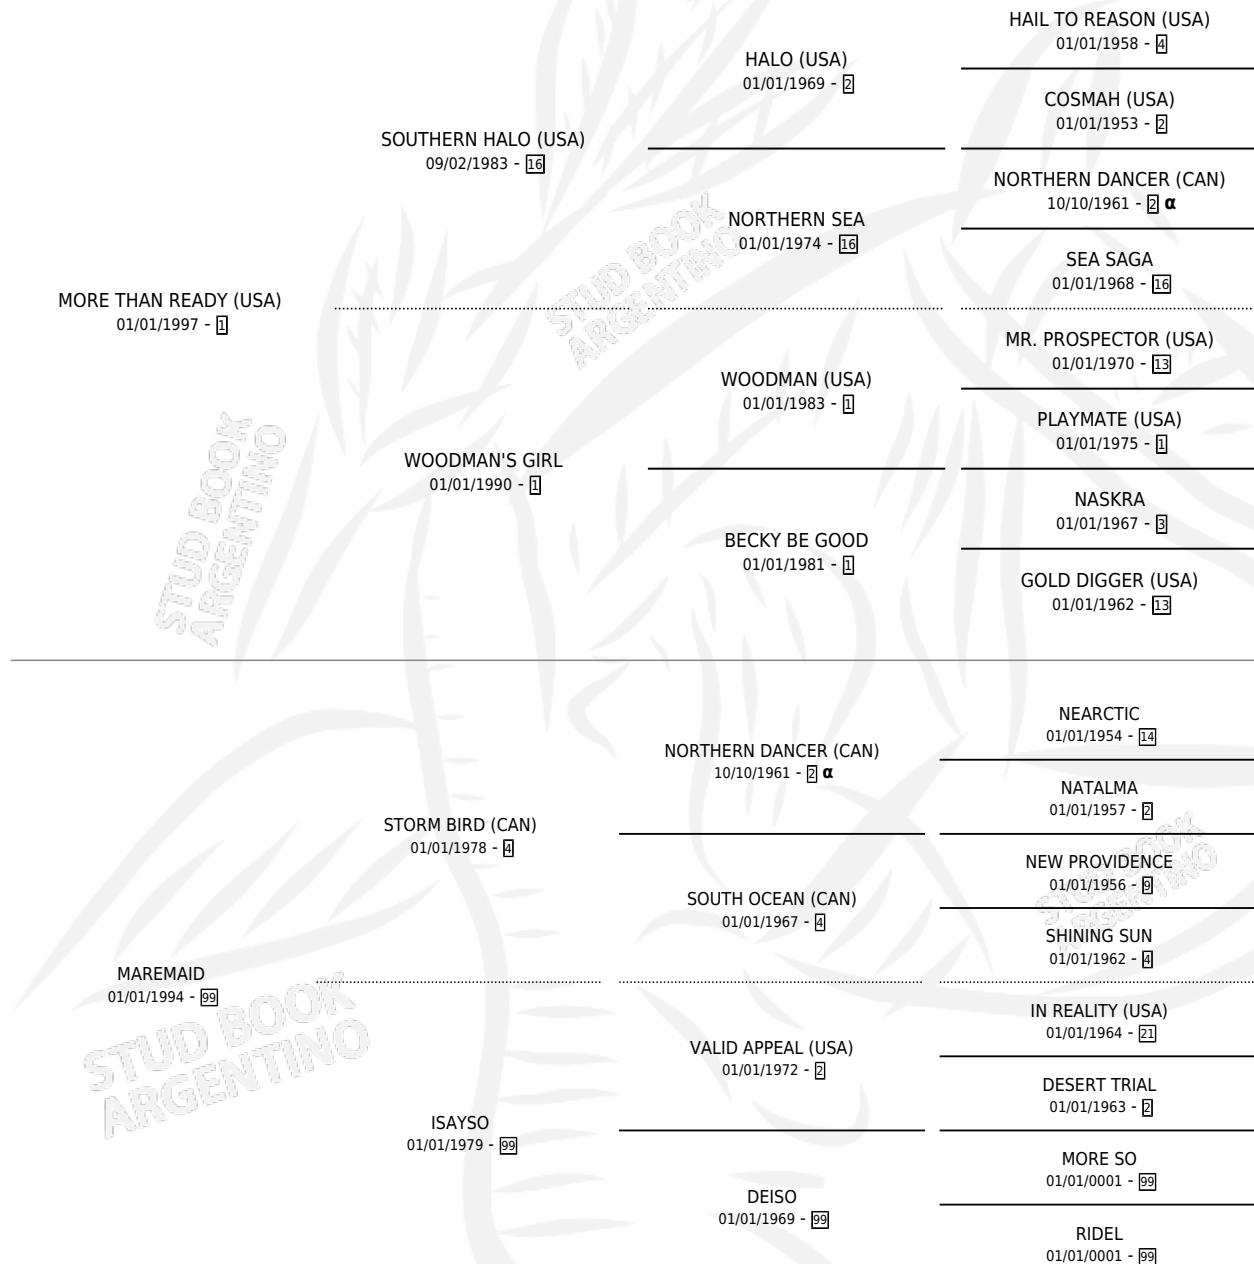 HAIL TO REASON (USA)
01/01/1958 - 4
HALO (USA)
01/01/1969 - 2
COSMAH (USA)
01/01/1953 - 2
SOUTHERN HALO (USA)
09/02/1983 - 16
NORTHERN DANCER (CAN)
10/10/1961 - 2 α
NORTHERN SEA
01/01/1974 - 16
SEA SAGA
01/01/1968 - 16
MORE THAN READY (USA)
01/01/1997 - 1
MR. PROSPECTOR (USA)
01/01/1970 - 13
WOODMAN (USA)
01/01/1983 - 1
PLAYMATE (USA)
01/01/1975 - 1
WOODMAN'S GIRL
01/01/1990 - 1
NASKRA
01/01/1967 - 3
BECKY BE GOOD
01/01/1981 - 1
GOLD DIGGER (USA)
01/01/1962 - 13
NEARCTIC
01/01/1954 - 14
NORTHERN DANCER (CAN)
10/10/1961 - 2 α
NATALMA
01/01/1957 - 2
STORM BIRD (CAN)
01/01/1978 - 4
NEW PROVIDENCE
01/01/1956 - 9
SOUTH OCEAN (CAN)
01/01/1967 - 4
SHINING SUN
01/01/1962 - 4
MAREMAID
01/01/1994 - 99
IN REALITY (USA)
01/01/1964 - 21
VALID APPEAL (USA)
01/01/1972 - 2
DESERT TRIAL
01/01/1963 - 2
ISAYSO
01/01/1979 - 99
MORE SO
01/01/0001 - 99
DEISO
01/01/1969 - 99
RIDEL
01/01/0001 - 99
STUD BOOK
ARGENTINO
STUD BOOK
ARGENTINO
STUD BOOK
ARGENTINO
STUD BOOK
ARGENTINO